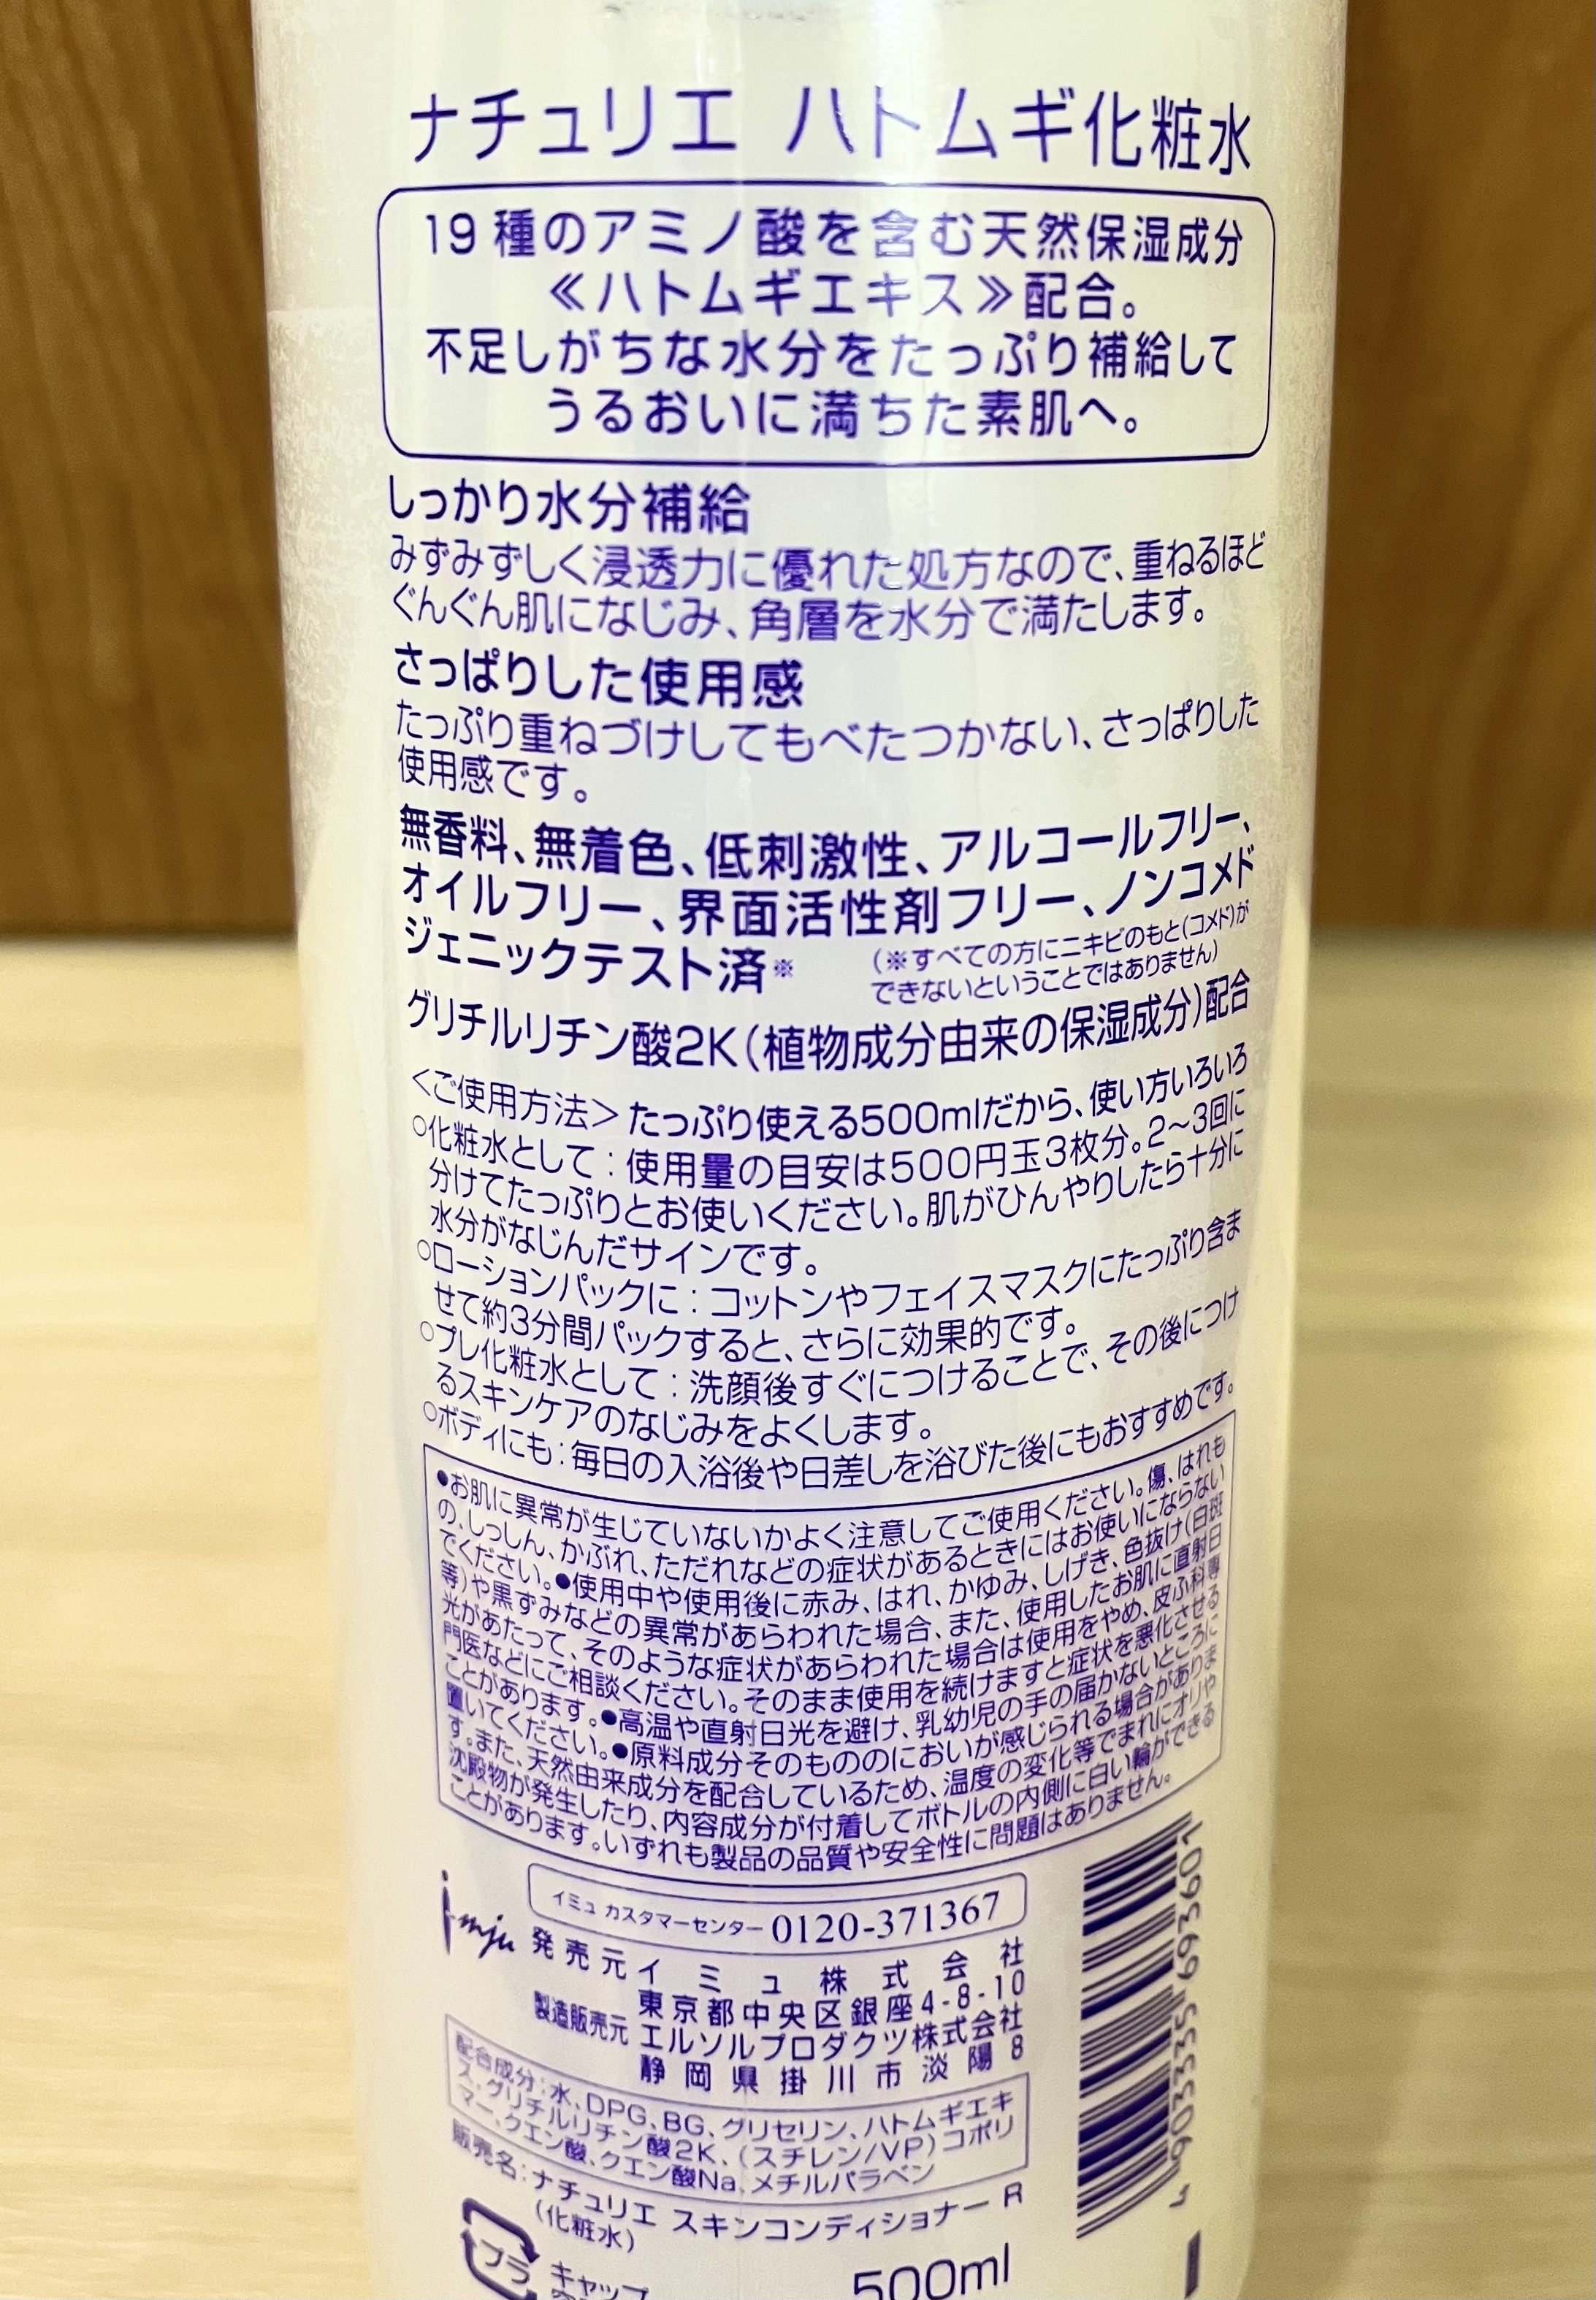 ナチュリエ ハトムギ化粧水
19種のアミノ酸を含む天然保湿成分
≪ハトムギエキス≫配合。
不足しがちな水分をたっぷり補給して
うるおいに満ちた素肌へ。
しっかり水分補給
みずみずしく浸透力に優れた処方なので、重ねるほど
ぐんぐん肌になじみ、角層を水分で満たします。
さっぱりした使用感
たっぷり重ねづけしてもべたつかない、さっぱりした
使用感です。
無香料、無着色、低刺激性、アルコールフリー、
オイルフリー、界面活性剤フリー、ノンコメド
ジェニックテスト済※
(※すべての方にニキビのもと(コメド)が
できないということではありません)
グリチルリチン酸2K(植物成分由来の保湿成分)配合
<ご使用方法>たっぷり使える500mlだから、使い方いろいろ
○化粧水として:使用量の目安は500円玉3枚分。2~3回に
分けてたっぷりとお使いください。肌がひんやりしたら十分に
水分がなじんだサインです。
○ローションパックに:コットンやフェイスマスクにたっぷり含ま
せて約3分間パックすると、さらに効果的です。
○プレ化粧水として:洗顔後すぐにつけることで、その後につけ
るスキンケアのなじみをよくします。
○ボディにも:毎日の入浴後や日差しを浴びた後にもおすすめです。
●お肌に異常が生じていないかよく注意してご使用ください。傷、はれも
の、しっしん、かぶれ、ただれなどの症状があるときにはお使いにならない
でください。●使用中や使用後に赤み、はれ、かゆみ、しげき、色抜け(白斑
等)や黒ずみなどの異常があらわれた場合、また、使用したお肌に直射日
光があたって、そのような症状があらわれた場合は使用をやめ、皮ふ科専
門医などにご相談ください。そのまま使用を続けますと症状を悪化させる
ことがあります。●高温や直射日光を避け、乳幼児の手の届かないところに
置いてください。●原料成分そのもののにおいが感じられる場合がありま
す。また、天然由来成分を配合しているため、温度の変化等でまれにオリや
沈殿物が発生したり、内容成分が付着してボトルの内側に白い輪ができる
ことがあります。いずれも製品の品質や安全性に問題はありません。
イミュ カスタマーセンター 0120-371367
imju 発売元 イミュ株式会社
東京都中央区銀座4-8-10
製造販売元 エルソルプロダクツ株式会社
静岡県掛川市淡陽8
配合成分:水、DPG、BG、グリセリン、ハトムギエキ
ス、グリチルリチン酸2K、(スチレン/VP)コポリ
マー、クエン酸、クエン酸Na、メチルパラベン
販売名:ナチュリエ スキンコンディショナー R
(化粧水)
プラ キャップ
500ml
4 903335 693601